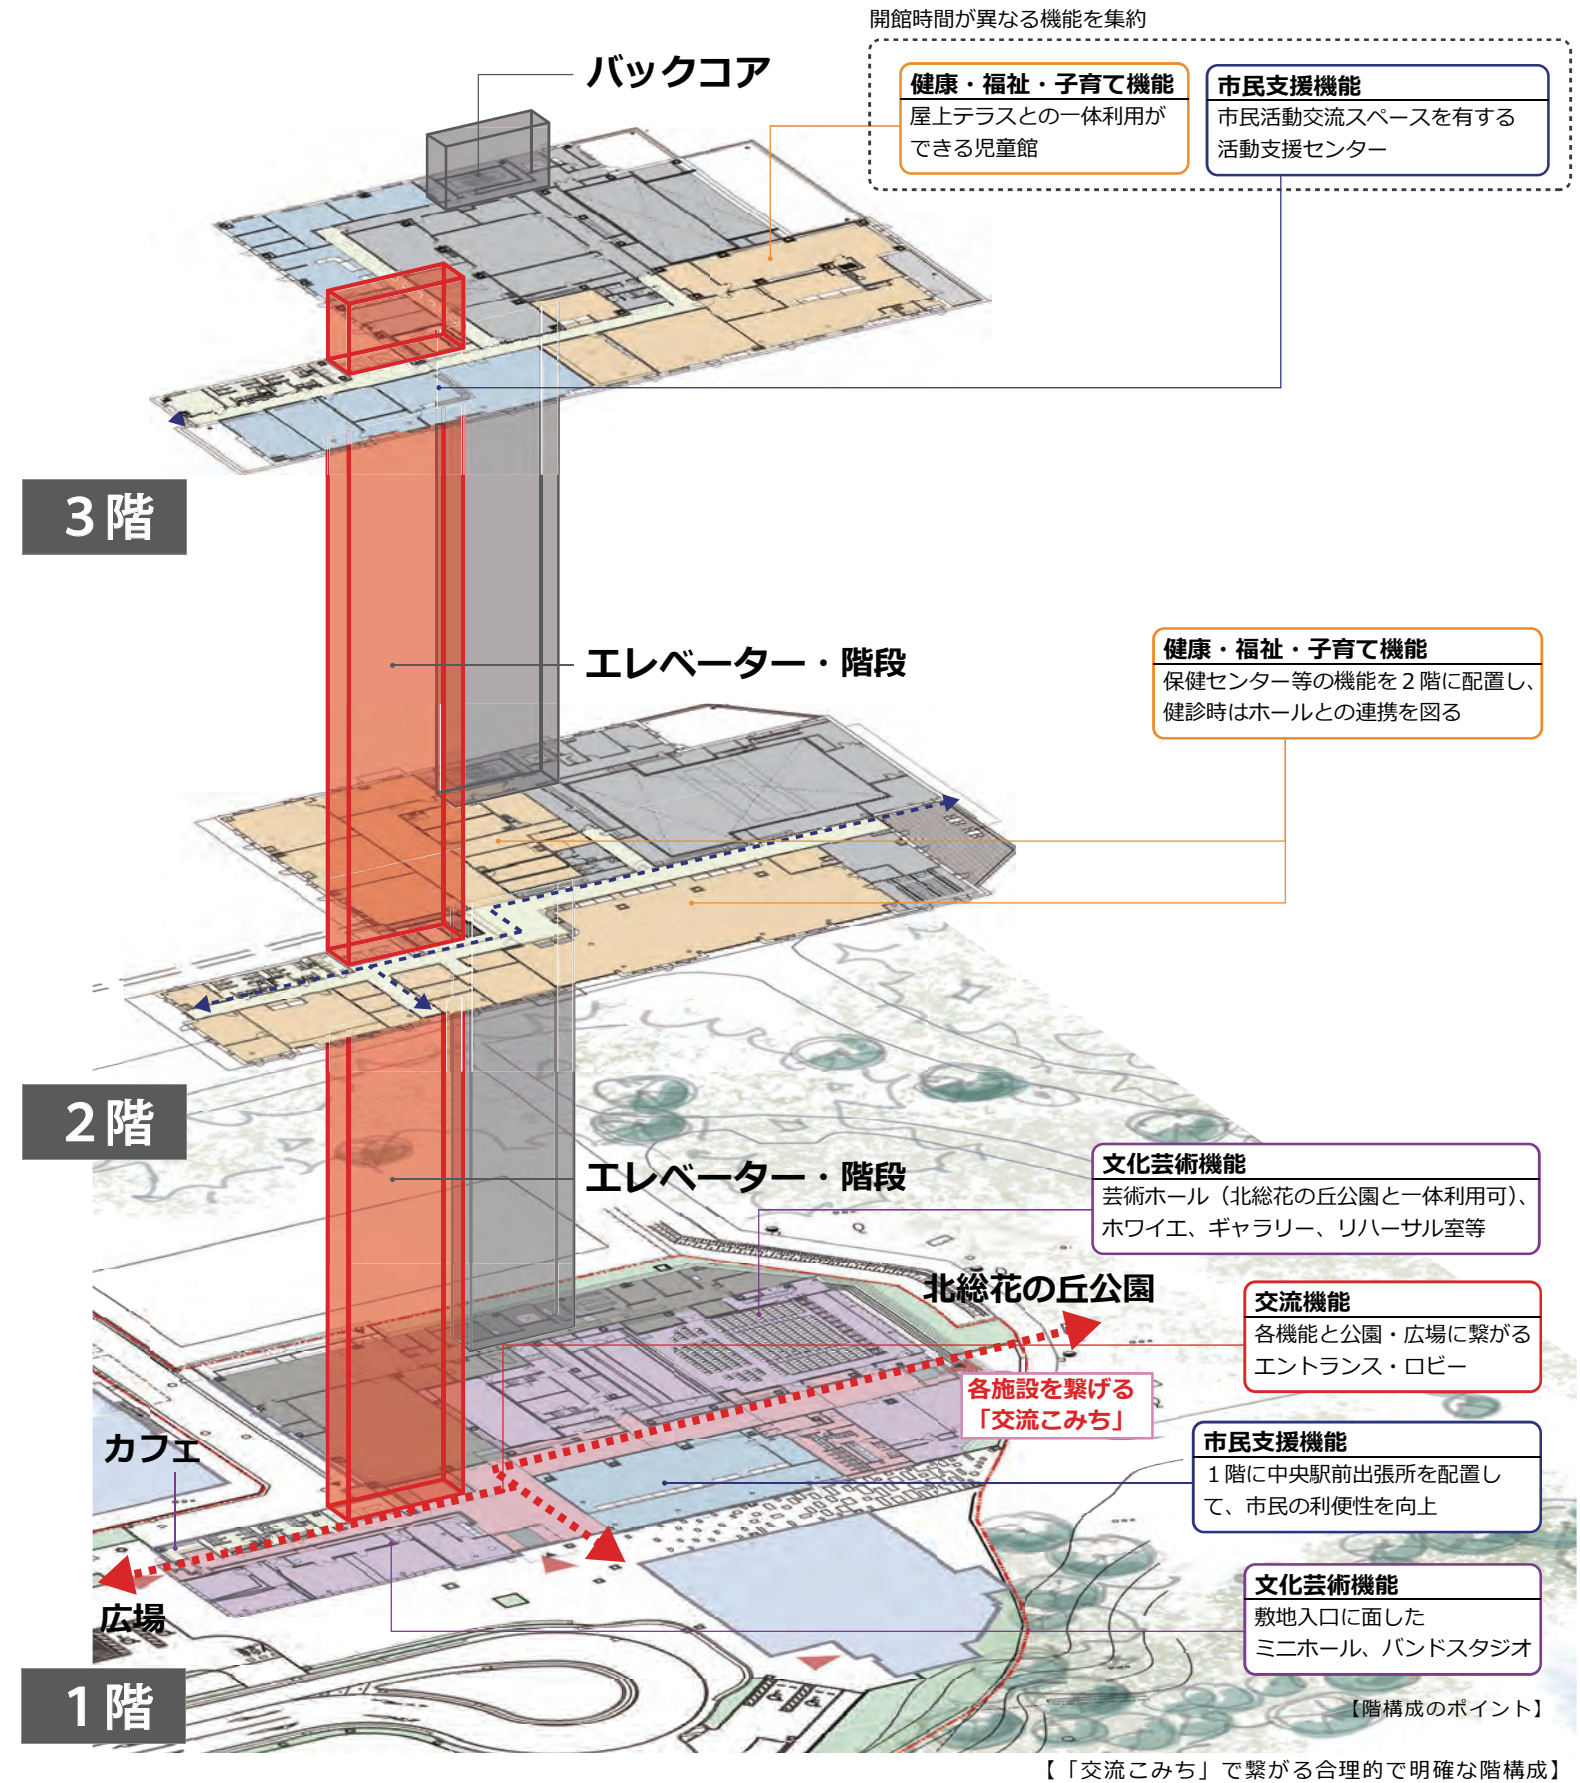 開館時間が異なる機能を集約
バックコア
健康・福祉・子育て機能
屋上テラスとの一体利用が
できる児童館
市民支援機能
市民活動交流スペースを有する
活動支援センター
3階
エレベーター・階段
健康・福祉・子育て機能
保健センター等の機能を2階に配置し、
健診時はホールとの連携を図る
2階
エレベーター・階段
文化芸術機能
芸術ホール（北総花の丘公園と一体利用可）、
ホワイエ、ギャラリー、リハーサル室等
北総花の丘公園
交流機能
各機能と公園・広場に繋がる
エントランス・ロビー
各施設を繋げる
「交流こみち」
カフェ
市民支援機能
1階に中央駅前出張所を配置し
て、市民の利便性を向上
広場
文化芸術機能
敷地入口に面した
ミニホール、バンドスタジオ
1階
【階構成のポイント】
【「交流こみち」で繋がる合理的で明確な階構成】